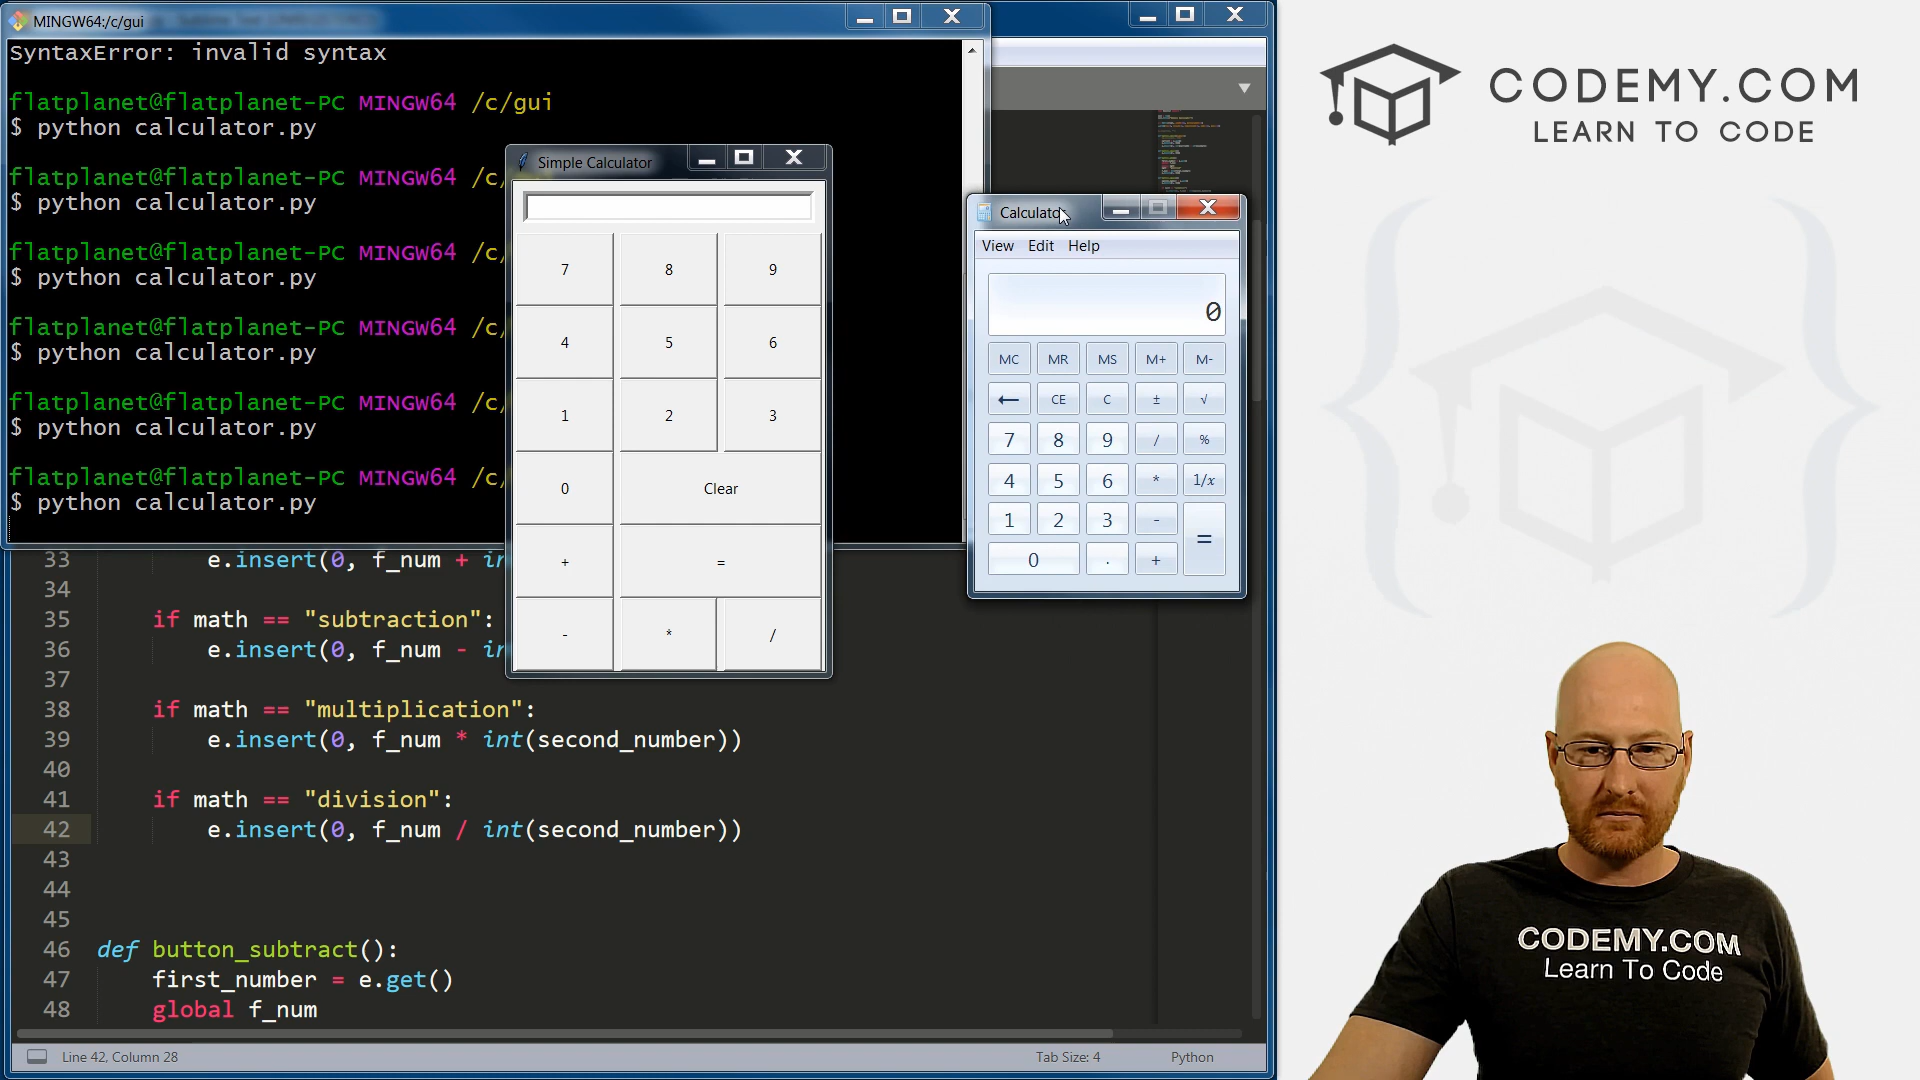 MINGW64:/c/gui
SyntaxError: invalid syntax
flatplanet@flatplanet-PC MINGW64 /c/gui
$ python calculator.py
flatplanet@flatplanet-PC MINGW64 /c/
$ python calculator.py
flatplanet@flatplanet-PC MINGW64 /c/
$ python calculator.py
flatplanet@flatplanet-PC MINGW64 /c/
$ python calculator.py
flatplanet@flatplanet-PC MINGW64 /c/
$ python calculator.py
flatplanet@flatplanet-PC MINGW64 /c/
$ python calculator.py
Simple Calculator
7 8 9
4 5 6
1 2 3
0 Clear
+ =
- * /
Calculator
View Edit Help
0
MC MR MS M+ M-
← CE C ± √
7 8 9 / %
4 5 6 * 1/x
1 2 3 - =
0 . +
33 e.insert(0, f_num + in
34
35 if math == "subtraction":
36 e.insert(0, f_num - in
37
38 if math == "multiplication":
39 e.insert(0, f_num * int(second_number))
40
41 if math == "division":
42 e.insert(0, f_num / int(second_number))
43
44
45
46 def button_subtract():
47 first_number = e.get()
48 global f_num
Line 42, Column 28
Tab Size: 4
Python
CODEMY.COM
LEARN TO CODE
CODEMY.COM
Learn To Code